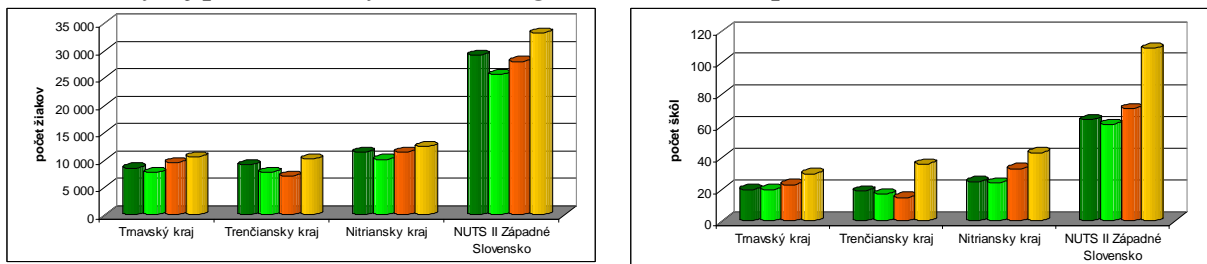 35 000
30 000
25 000
20 000
15 000
10 000
5 000
0
počet žiakov
Trnavský kraj
Trenčiansky kraj
Nitriansky kraj
NUTS II Západné
Slovensko
120
100
80
60
40
20
0
počet škôl
Trnavský kraj
Trenčiansky kraj
Nitriansky kraj
NUTS II Západné
Slovensko